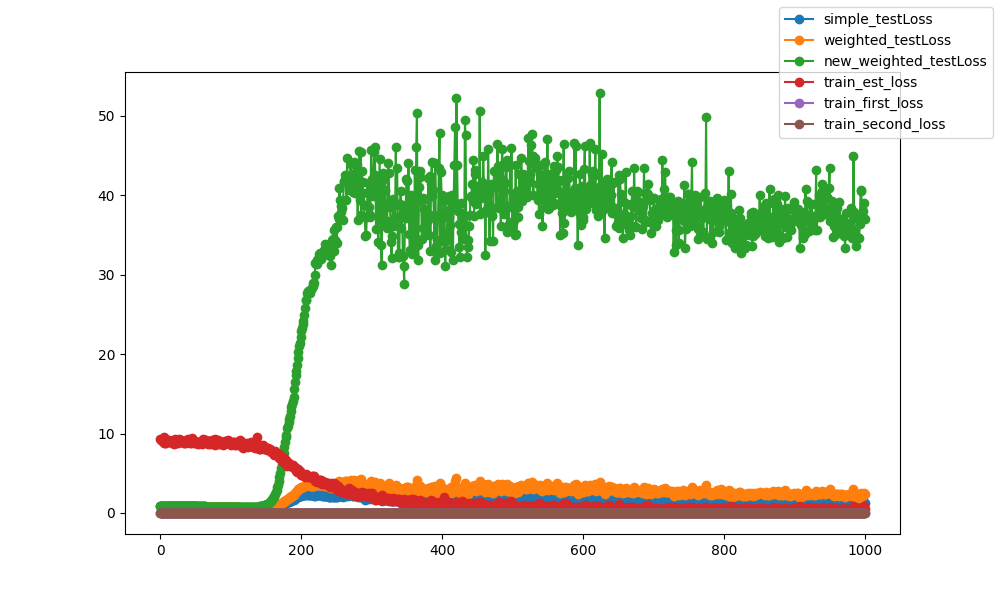 simple_testLoss
weighted_testLoss
new_weighted_testLoss
train_est_loss
train_first_loss
train_second_loss
50
40
30
20
10
0
0 200 400 600 800 1000